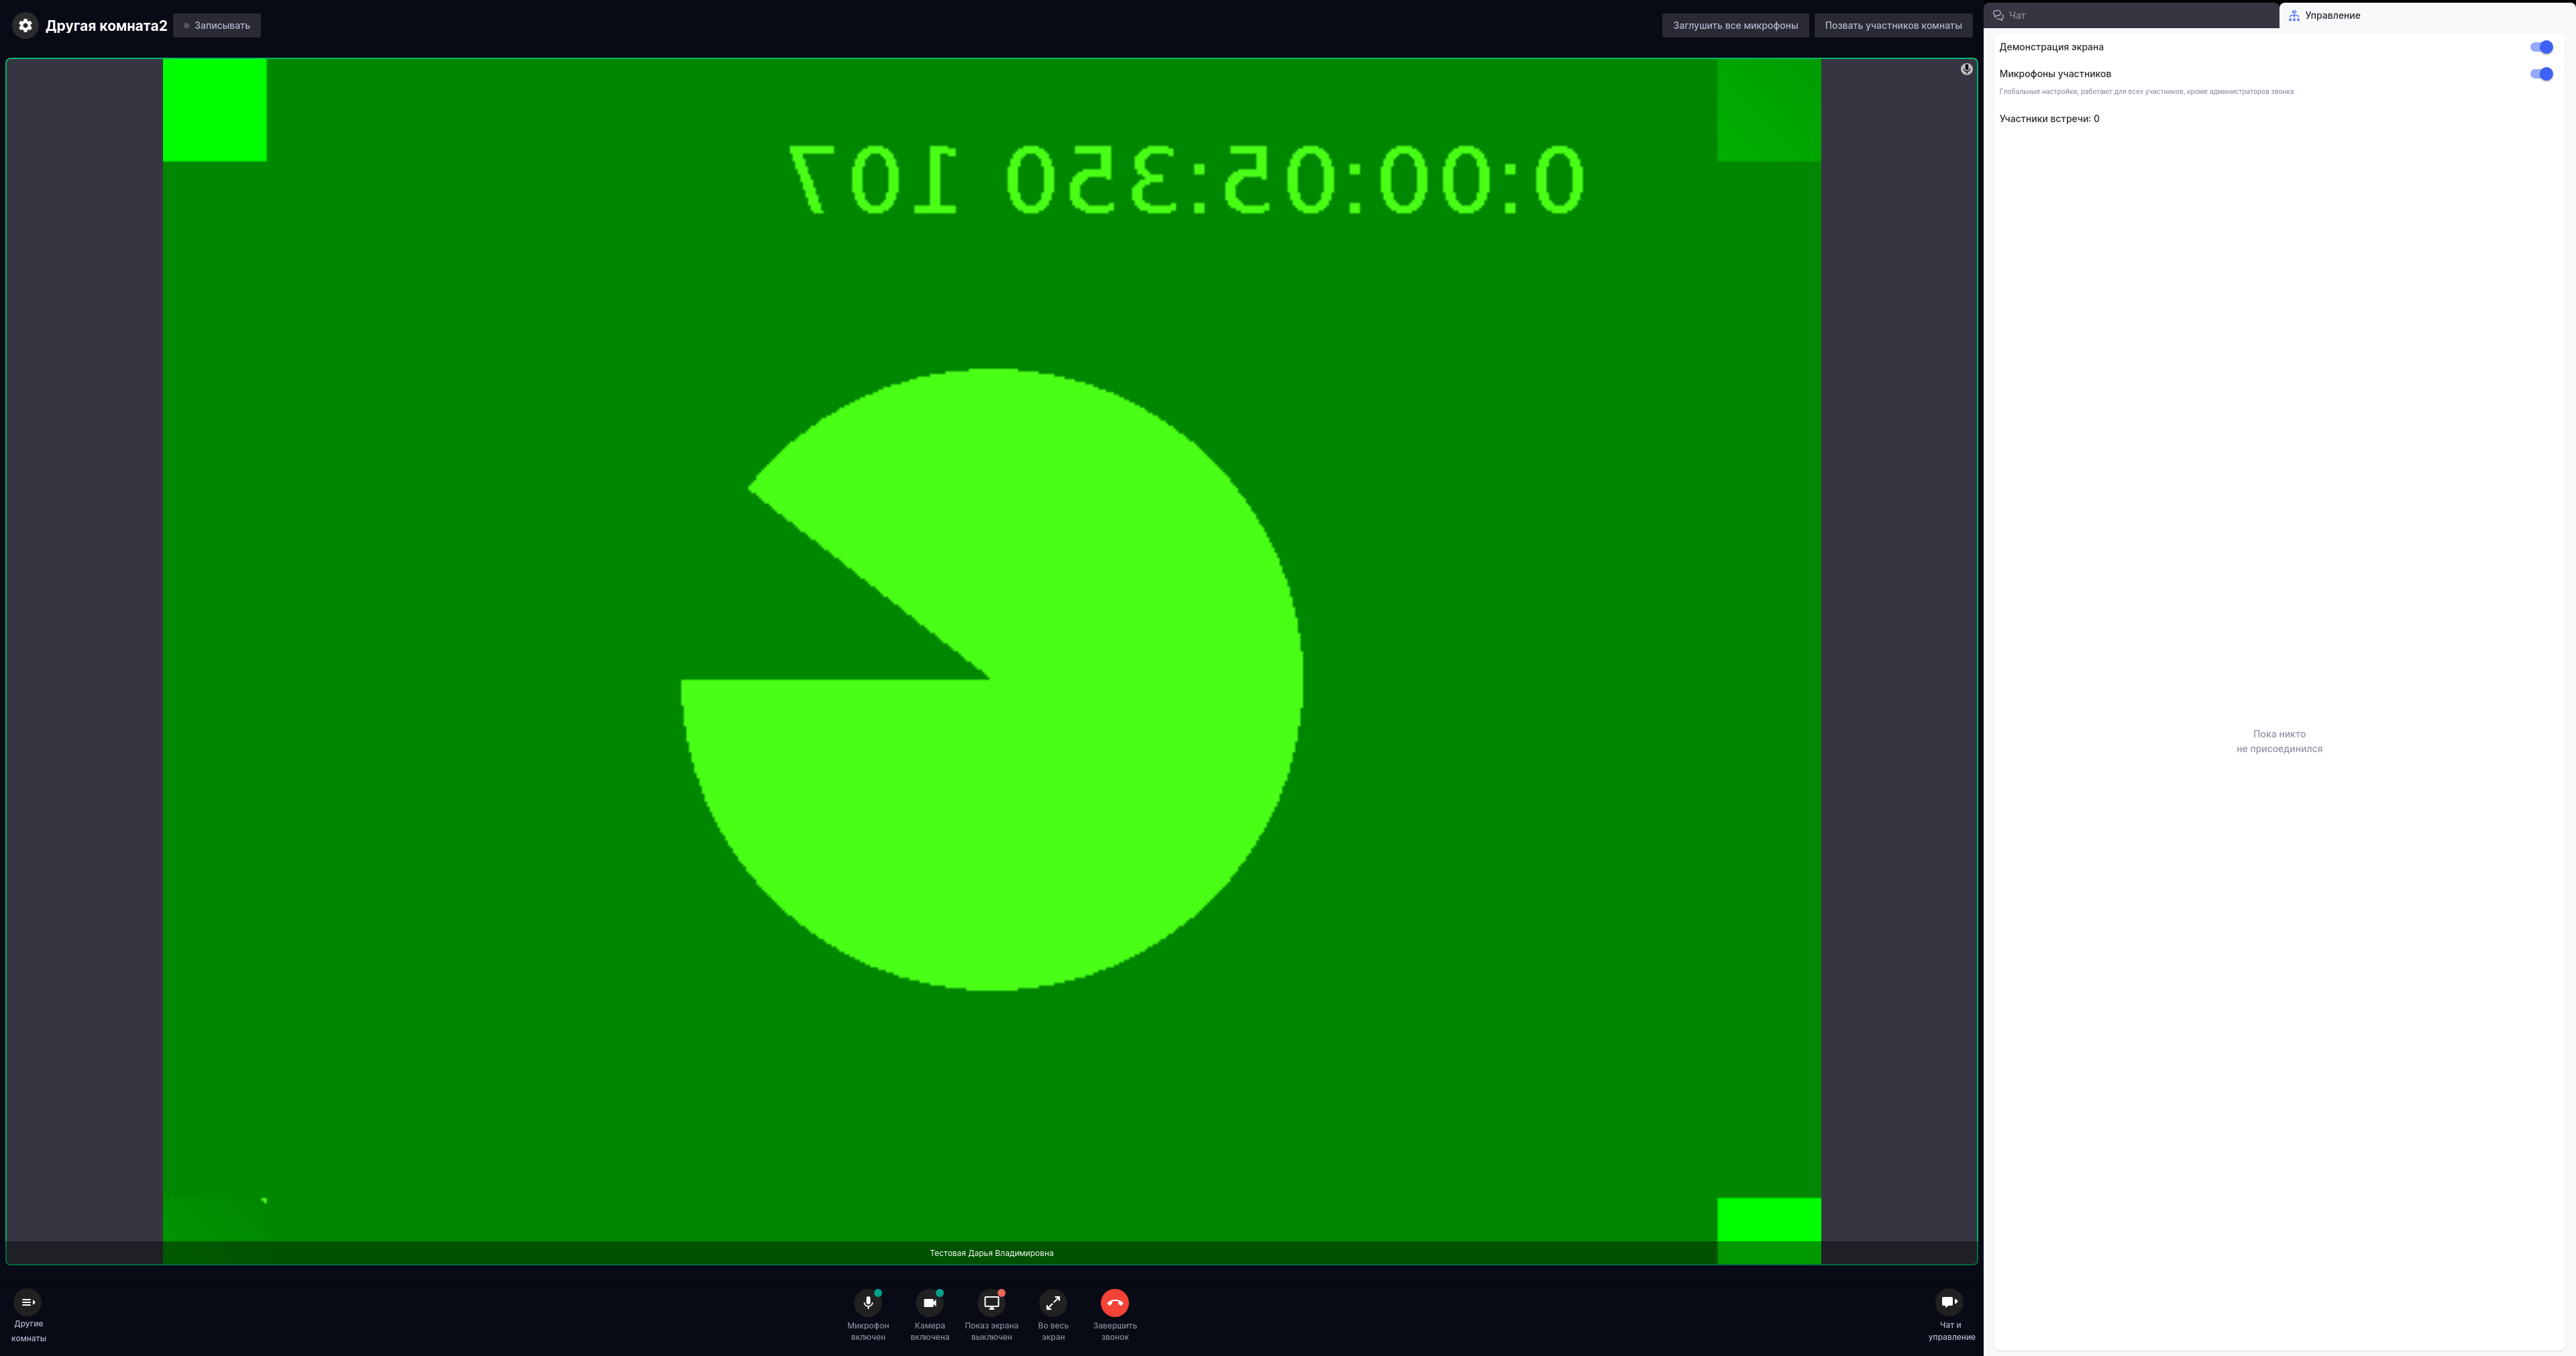 Другая комната2
Записывать
Заглушить все микрофоны
Позвать участников комнаты
Чат
Управление
Демонстрация экрана
Микрофоны участников
Глобальные настройки, работают для всех участников, кроме администраторов звонка
Участники встречи: 0
0:00:05:350 107
Пока никто
не присоединился
Тестовая Дарья Владимировна
Другие
комнаты
Микрофон
включен
Камера
включена
Показ экрана
выключен
Во весь
экран
Завершить
звонок
Чат и
управление